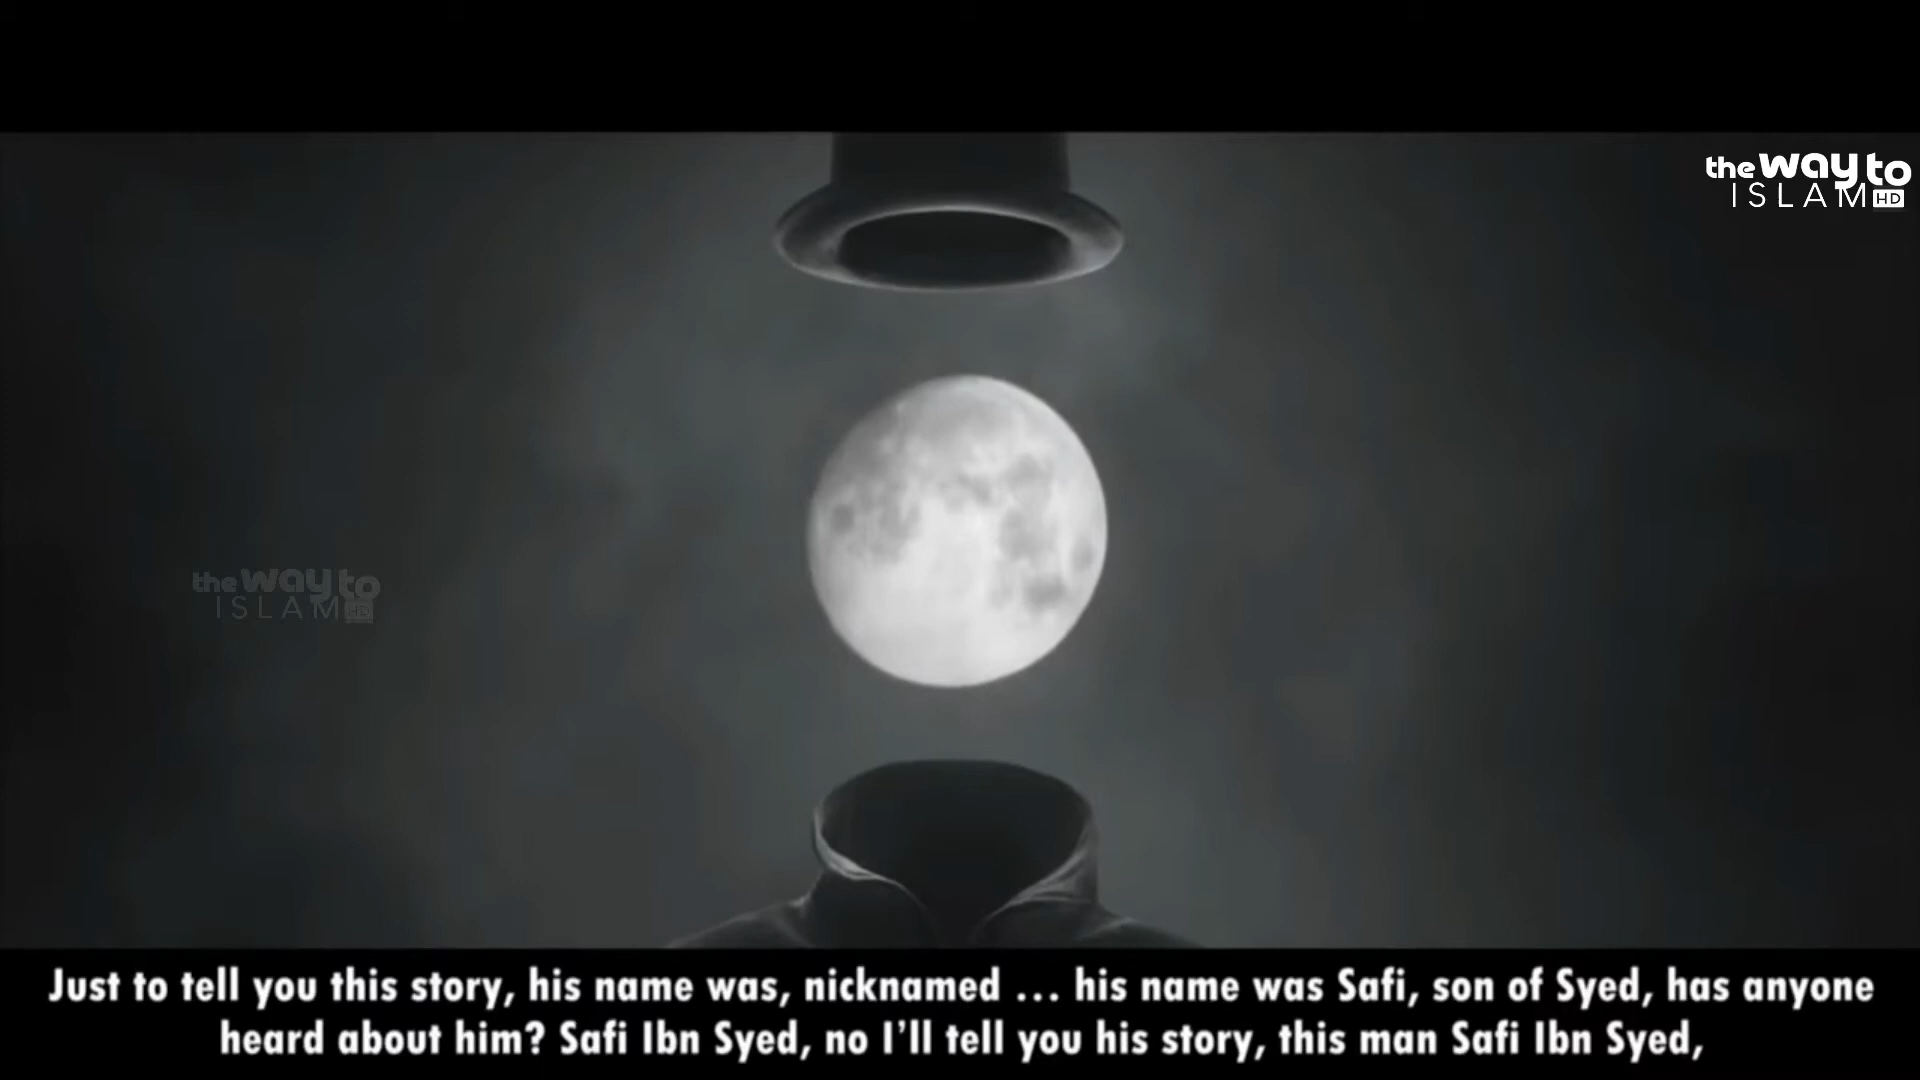 the way to
ISLAM HD
the way to
ISLAM HD
Just to tell you this story, his name was, nicknamed … his name was Safi, son of Syed, has anyone
heard about him? Safi Ibn Syed, no I’ll tell you his story, this man Safi Ibn Syed,